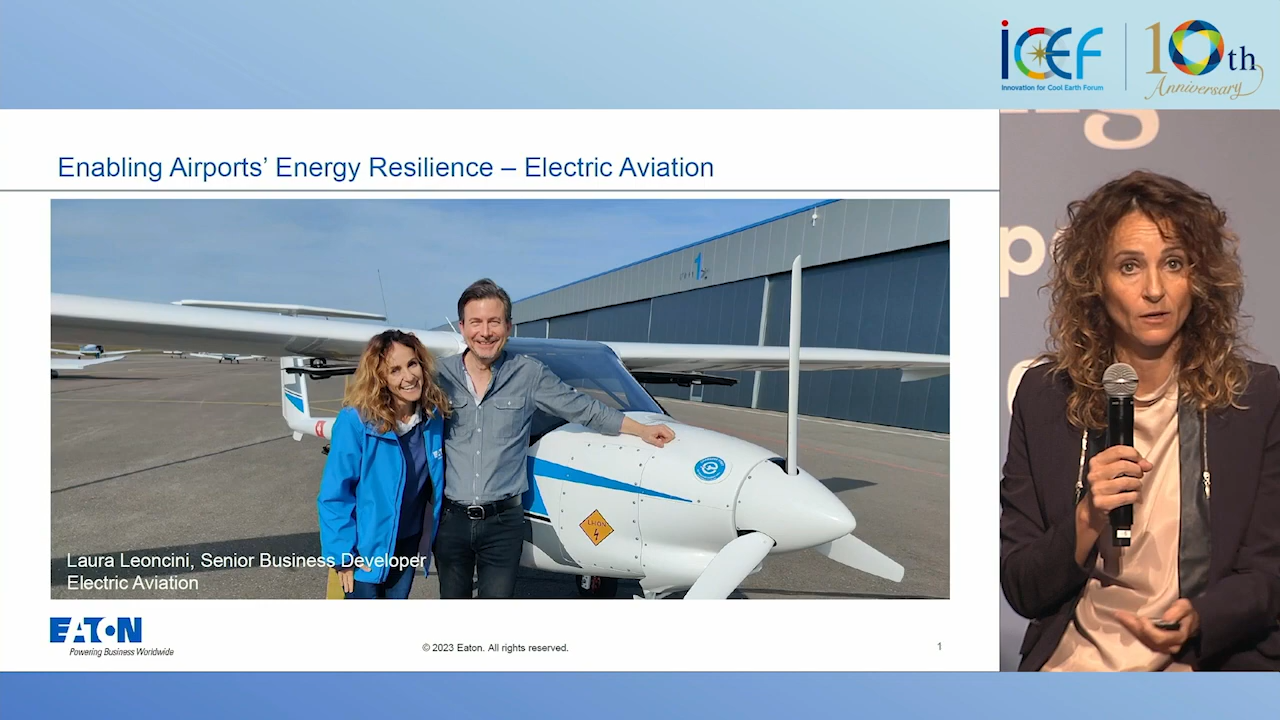 iCEF
Innovation for Cool Earth Forum
10th
Anniversary
Enabling Airports' Energy Resilience – Electric Aviation
Laura Leoncini, Senior Business Developer
Electric Aviation
EATON
Powering Business Worldwide
© 2023 Eaton. All rights reserved.
1